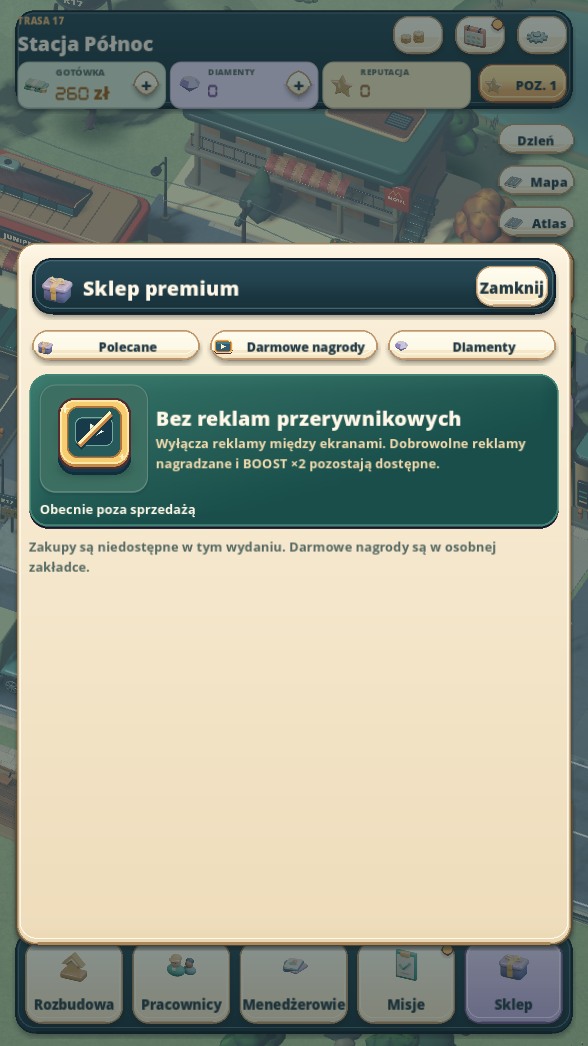 TRASA 17
Stacja Północ
GOTÓWKA
260 zł
+
DIAMENTY
0
+
REPUTACJA
0
POZ. 1
Dzień
Mapa
Atlas
MOTEL
Sklep premium
Zamknij
Polecane
Darmowe nagrody
Diamenty
Bez reklam przerywnikowych
Wyłącza reklamy między ekranami. Dobrowolne reklamy
nagradzane i BOOST ×2 pozostają dostępne.
Obecnie poza sprzedażą
Zakupy są niedostępne w tym wydaniu. Darmowe nagrody są w osobnej
zakładce.
Rozbudowa
Pracownicy
Menedżerowie
Misje
Sklep